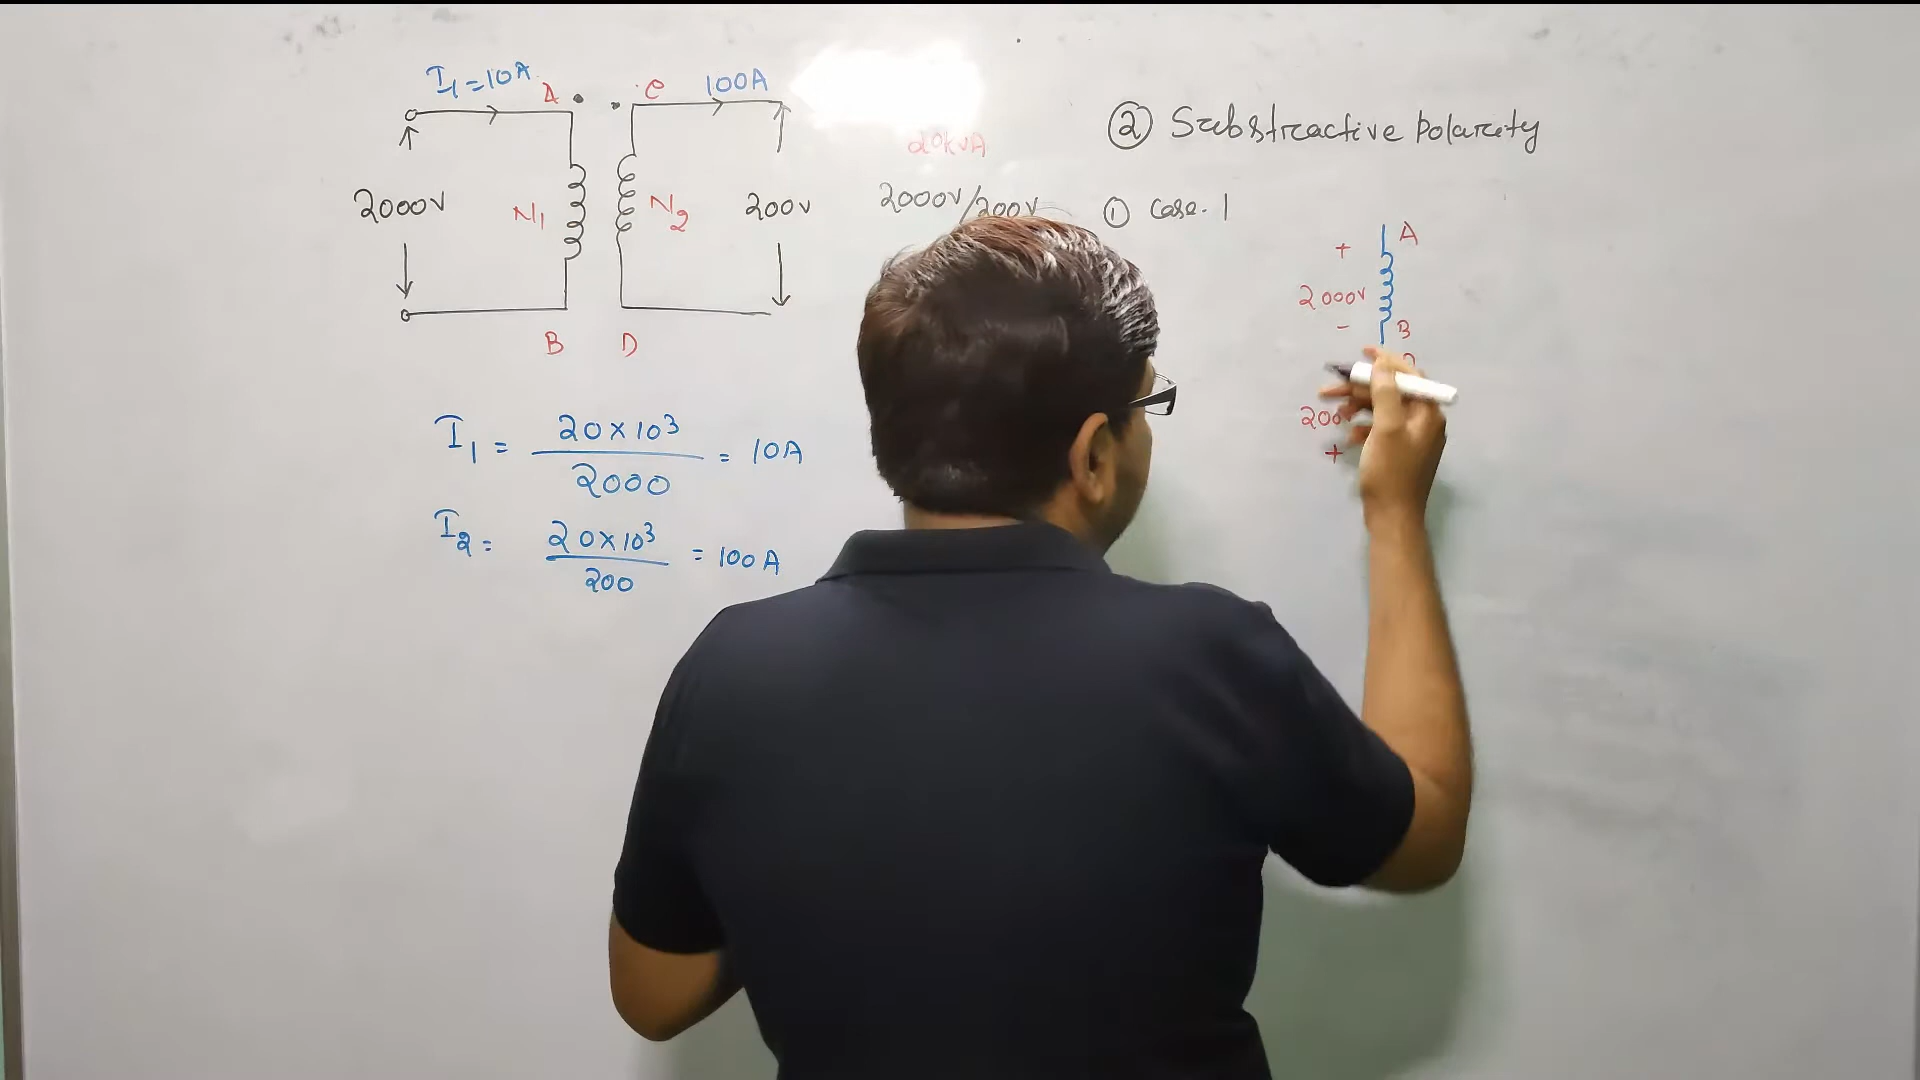 I1 = 10A
A
C
100A
2000V
N1
N2
200V
B
D
I1 = 20×10³ / 2000 = 10A
I2 = 20×10³ / 200 = 100A
20kVA
2000V/200V
② Substractive Polarity
① Case. 1
+
A
2000V
-
B
+